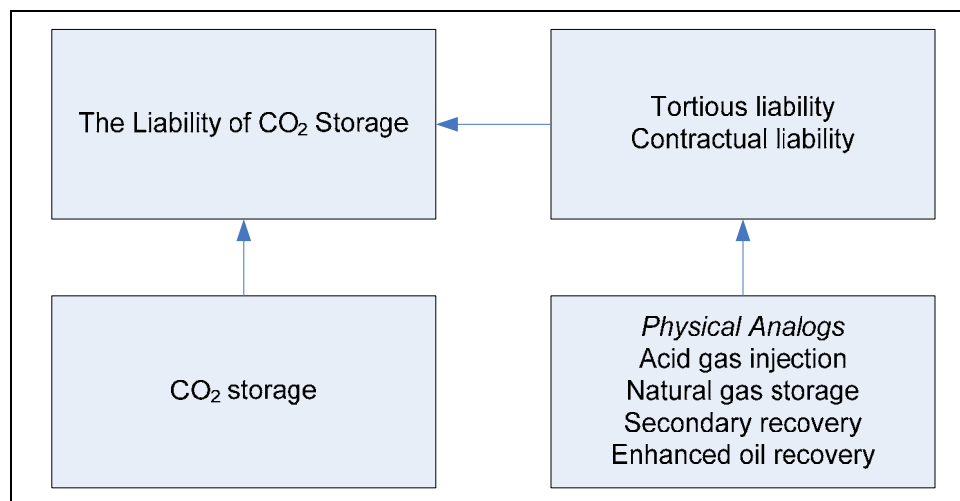 The Liability of CO₂ Storage
Tortious liability
Contractual liability
CO₂ storage
Physical Analogs
Acid gas injection
Natural gas storage
Secondary recovery
Enhanced oil recovery